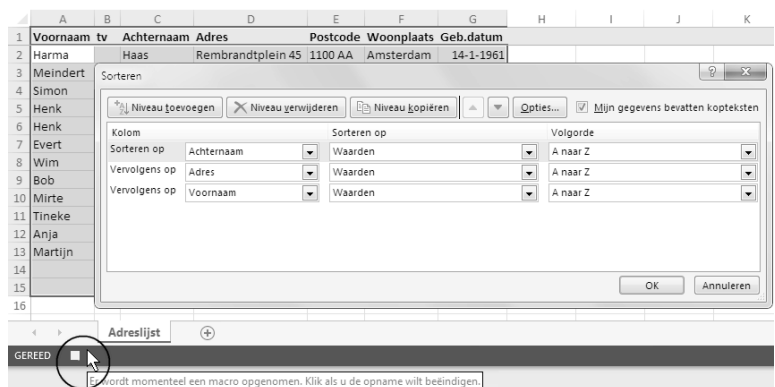 A B C D E F G H I J K
1 Voornaam tv Achternaam Adres Postcode Woonplaats Geb.datum
2 Harma Haas Rembrandtplein 45 1100 AA Amsterdam 14-1-1961
3 Meindert
4 Simon
5 Henk
6 Henk
7 Evert
8 Wim
9 Bob
10 Mirte
11 Tineke
12 Anja
13 Martijn
14
15
16
Sorteren ?
Niveau toevoegen Niveau verwijderen Niveau kopiëren Opties... Mijn gegevens bevatten kopteksten
Kolom Sorteren op Volgorde
Sorteren op Achternaam Waarden A naar Z
Vervolgens op Adres Waarden A naar Z
Vervolgens op Voornaam Waarden A naar Z
OK Annuleren
Adreslijst
GEREED
Er wordt momenteel een macro opgenomen. Klik als u de opname wilt beëindigen.